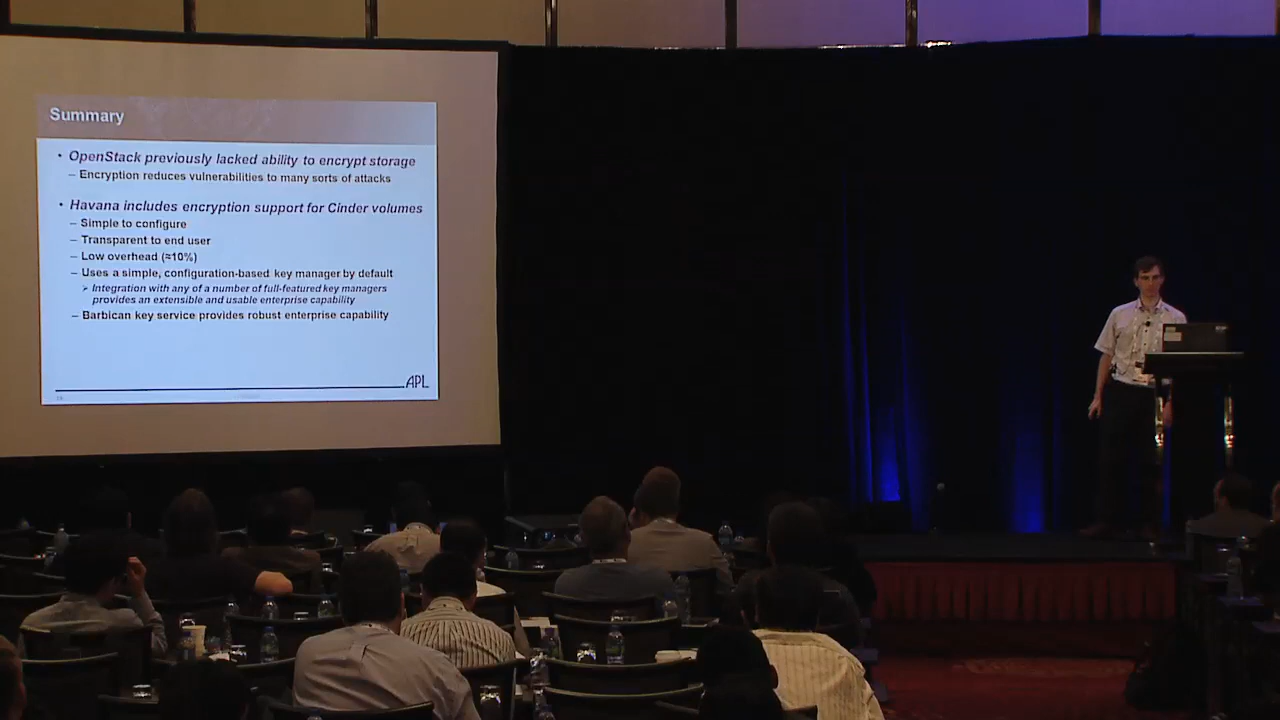 Summary
• OpenStack previously lacked ability to encrypt storage
– Encryption reduces vulnerabilities to many sorts of attacks
• Havana includes encryption support for Cinder volumes
– Simple to configure
– Transparent to end user
– Low overhead (≈10%)
– Uses a simple, configuration-based key manager by default
➢ Integration with any of a number of full-featured key managers
provides an extensible and usable enterprise capability
– Barbican key service provides robust enterprise capability
APL